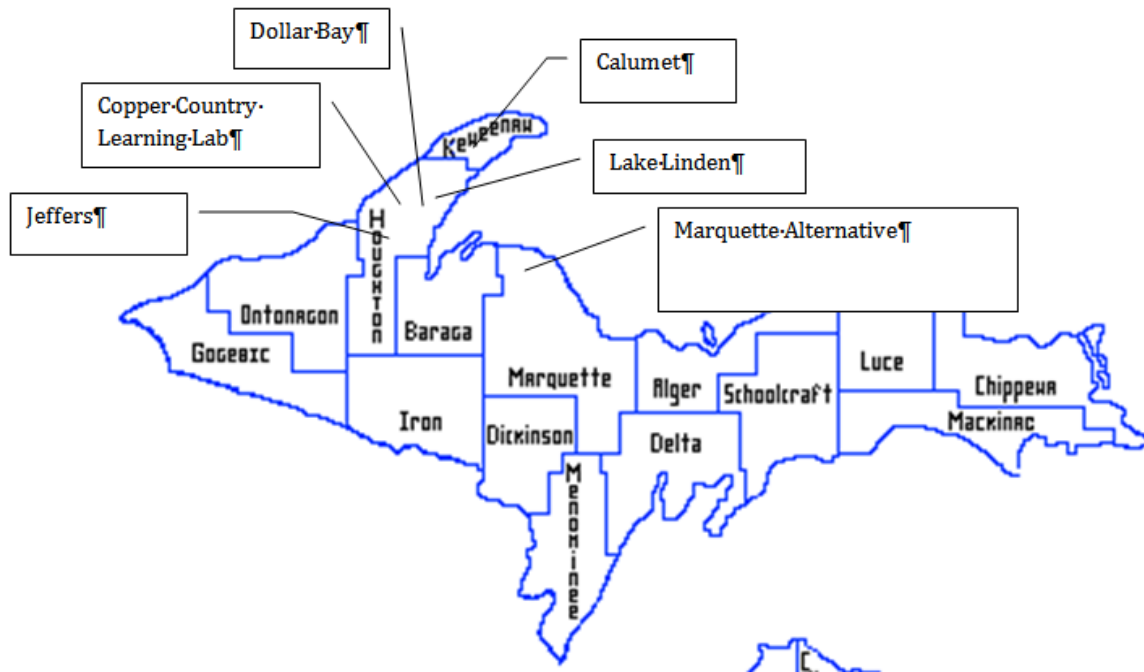 Dollar·Bay¶
Calumet¶
Copper·Country·
Learning·Lab¶
Keweenaw
Lake·Linden¶
Jeffers¶
Houghton
Marquette·Alternative¶
Ontonagon
Baraga
Gogebic
Marquette
Alger
Schoolcraft
Luce
Chippewa
Mackinac
Iron
Dickinson
Delta
Menominee
C